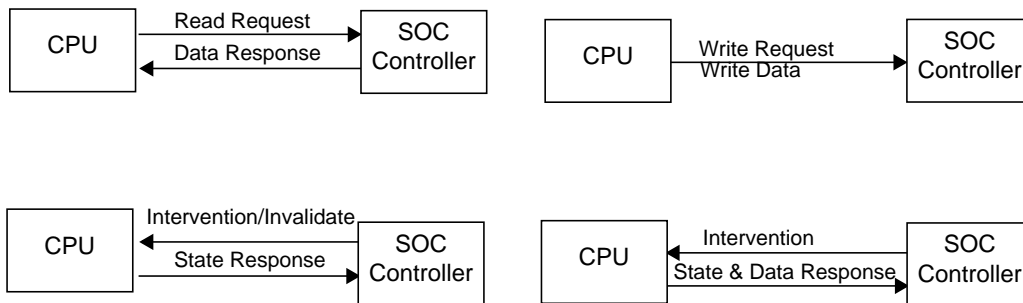 CPU
Read Request
Data Response
SOC
Controller
CPU
Write Request
Write Data
SOC
Controller
CPU
Intervention/Invalidate
State Response
SOC
Controller
CPU
Intervention
State & Data Response
SOC
Controller